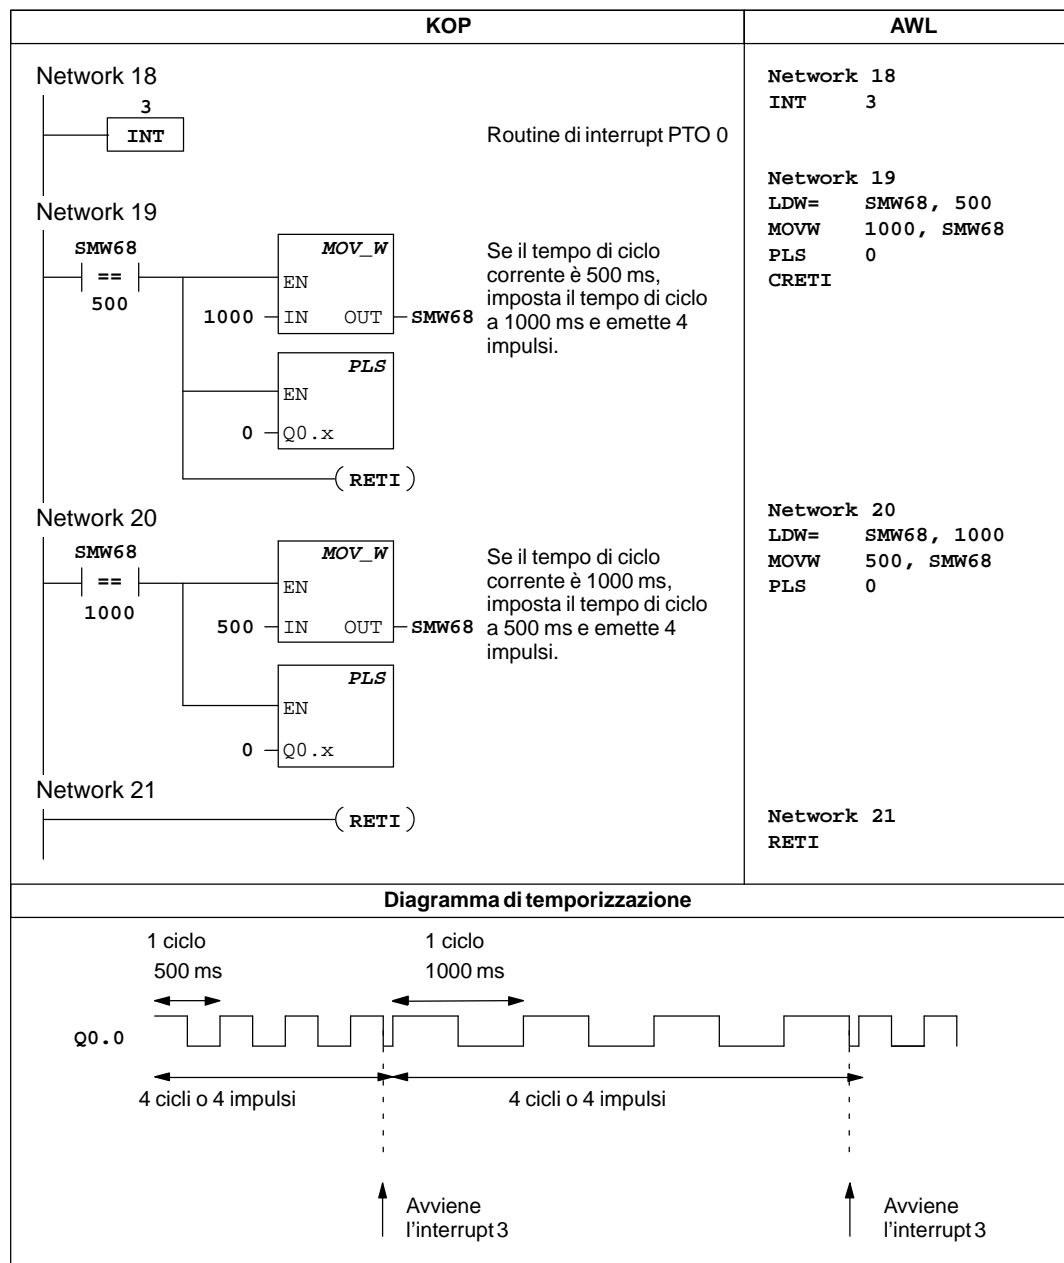 KOP
AWL
Network 18
3
INT
Routine di interrupt PTO 0
Network 19
SMW68
==
500
MOV_W
EN
1000
IN OUT
SMW68
Se il tempo di ciclo
corrente è 500 ms,
imposta il tempo di ciclo
a 1000 ms e emette 4
impulsi.
PLS
EN
0
Q0.x
RETI
Network 20
SMW68
==
1000
MOV_W
EN
500
IN OUT
SMW68
Se il tempo di ciclo
corrente è 1000 ms,
imposta il tempo di ciclo
a 500 ms e emette 4
impulsi.
PLS
EN
0
Q0.x
Network 21
RETI
Network 18
INT 3
Network 19
LDW= SMW68, 500
MOVW 1000, SMW68
PLS 0
CRETI
Network 20
LDW= SMW68, 1000
MOVW 500, SMW68
PLS 0
Network 21
RETI
Diagramma di temporizzazione
1 ciclo
500 ms
1 ciclo
1000 ms
Q0.0
4 cicli o 4 impulsi
4 cicli o 4 impulsi
Avviene
l'interrupt 3
Avviene
l'interrupt 3